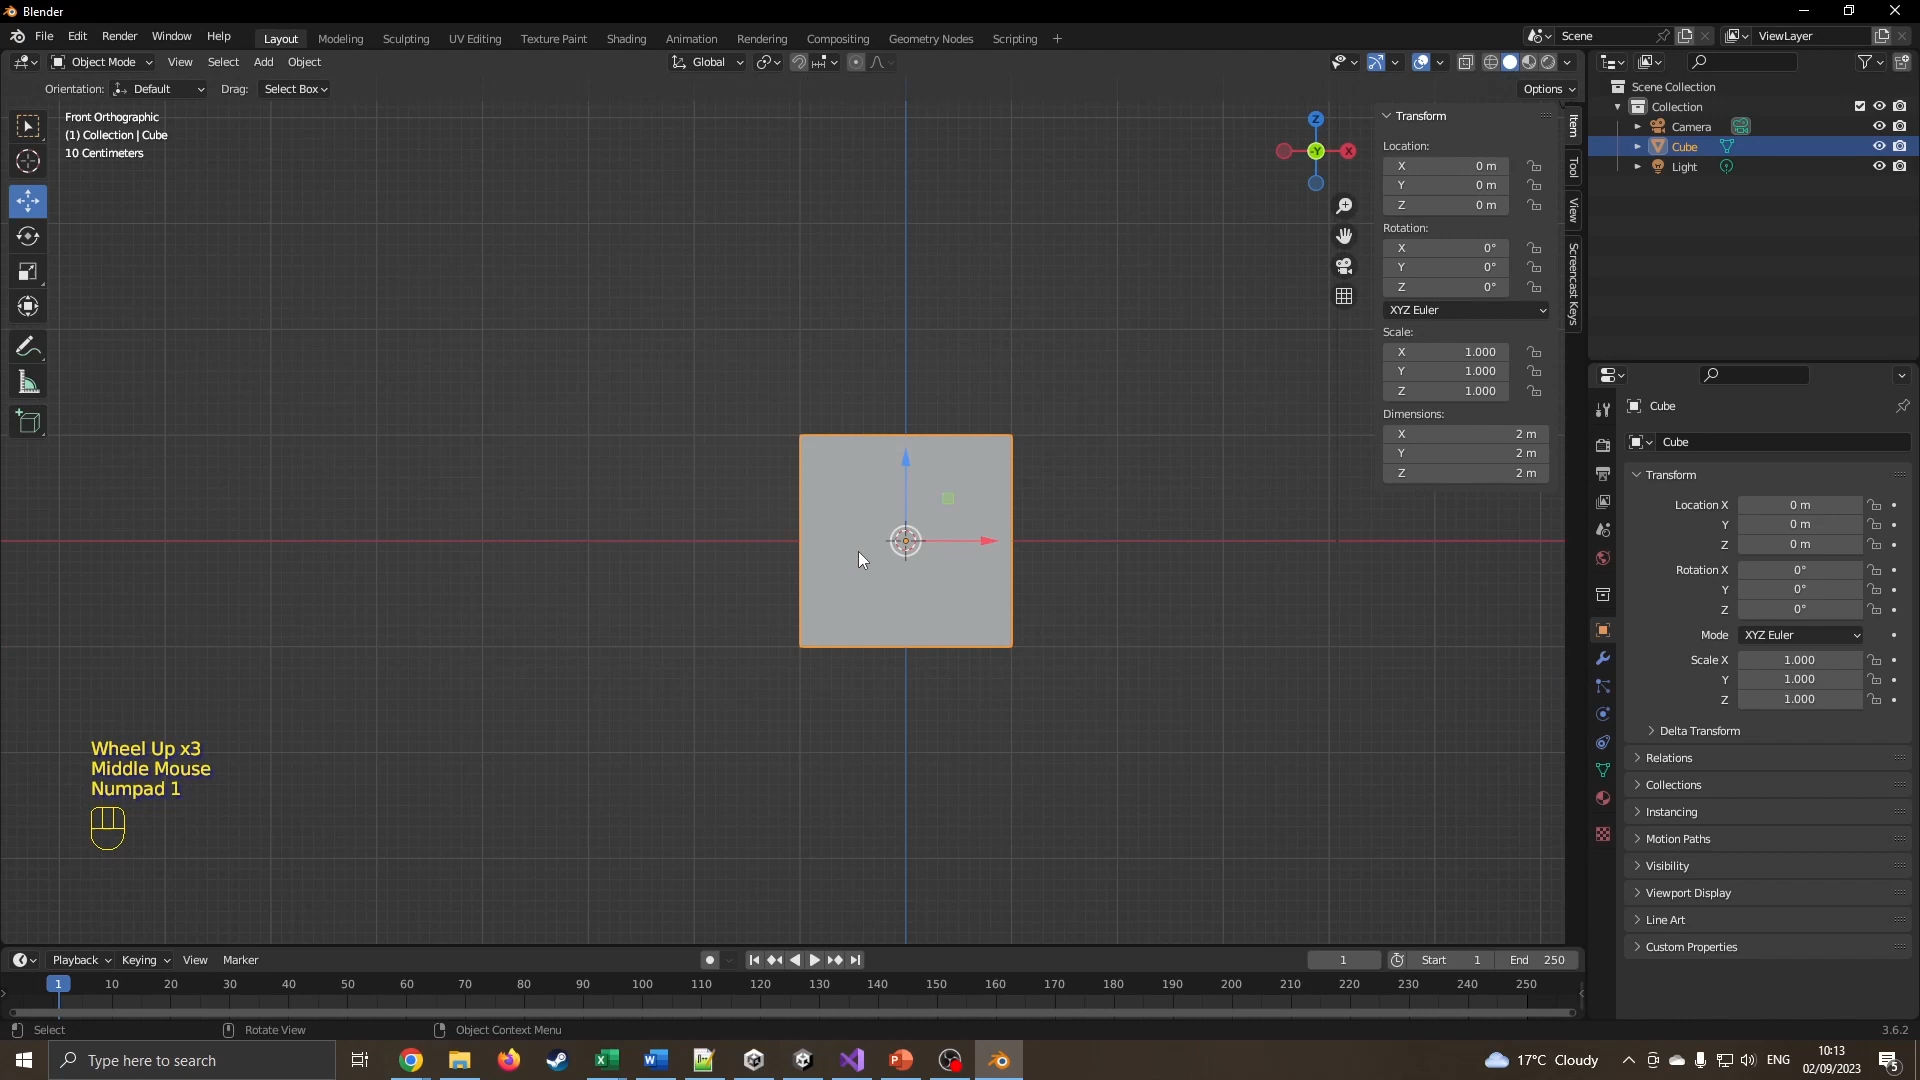 Blender
File Edit Render Window Help
Layout Modeling Sculpting UV Editing Texture Paint Shading Animation Rendering Compositing Geometry Nodes Scripting
Scene
ViewLayer
Object Mode View Select Add Object
Global
Orientation: Default Drag: Select Box
Options
Front Orthographic
(1) Collection | Cube
10 Centimeters
Z
-Y
X
Transform
Location:
X 0 m
Y 0 m
Z 0 m
Rotation:
X 0°
Y 0°
Z 0°
XYZ Euler
Scale:
X 1.000
Y 1.000
Z 1.000
Dimensions:
X 2 m
Y 2 m
Z 2 m
Item
Tool
View
Screencast Keys
Scene Collection
Collection
Camera
Cube
Light
Cube
Cube
Transform
Location X 0 m
Y 0 m
Z 0 m
Rotation X 0°
Y 0°
Z 0°
Mode XYZ Euler
Scale X 1.000
Y 1.000
Z 1.000
Delta Transform
Relations
Collections
Instancing
Motion Paths
Visibility
Viewport Display
Line Art
Custom Properties
Wheel Up x3
Middle Mouse
Numpad 1
Playback Keying View Marker
1 Start 1 End 250
1 10 20 30 40 50 60 70 80 90 100 110 120 130 140 150 160 170 180 190 200 210 220 230 240 250
Select Rotate View Object Context Menu
3.6.2
Type here to search
17°C Cloudy
ENG
10:13
02/09/2023
5